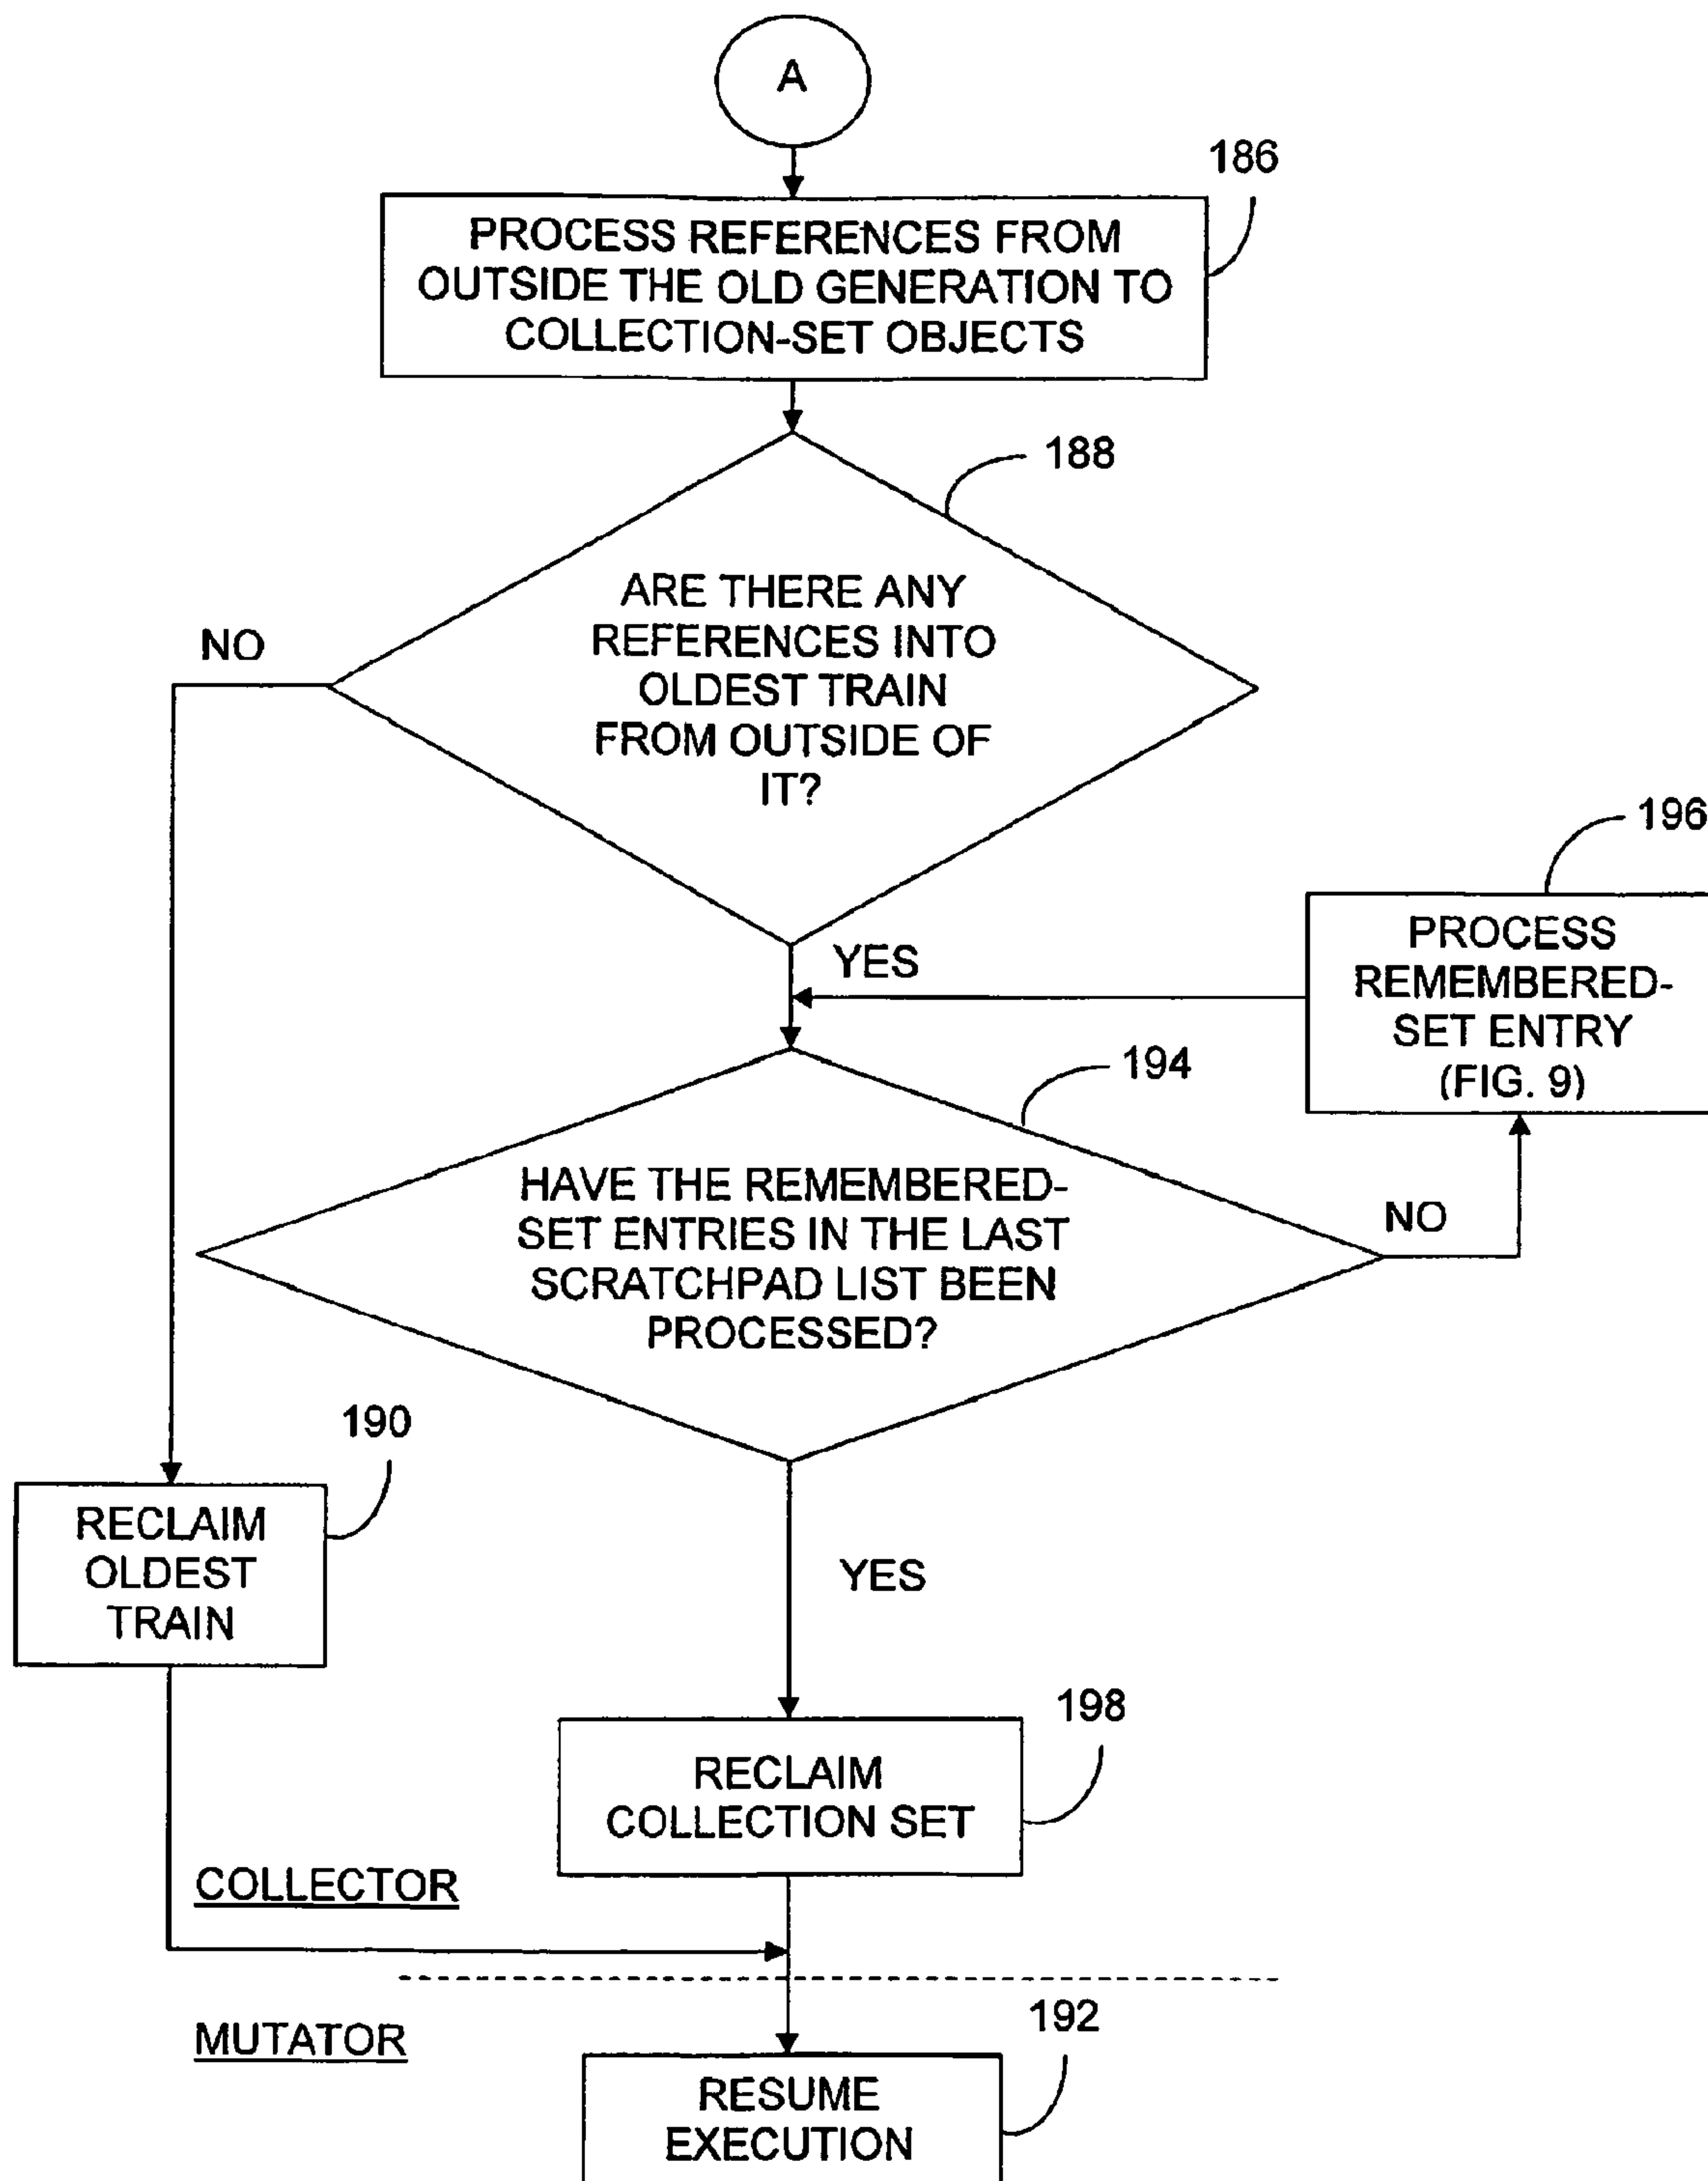 A
186
PROCESS REFERENCES FROM
OUTSIDE THE OLD GENERATION TO
COLLECTION-SET OBJECTS
188
ARE THERE ANY
REFERENCES INTO
OLDEST TRAIN
FROM OUTSIDE OF
IT?
NO
YES
196
PROCESS
REMEMBERED-
SET ENTRY
(FIG. 9)
194
HAVE THE REMEMBERED-
SET ENTRIES IN THE LAST
SCRATCHPAD LIST BEEN
PROCESSED?
NO
YES
190
RECLAIM
OLDEST
TRAIN
198
RECLAIM
COLLECTION SET
COLLECTOR
MUTATOR
192
RESUME
EXECUTION